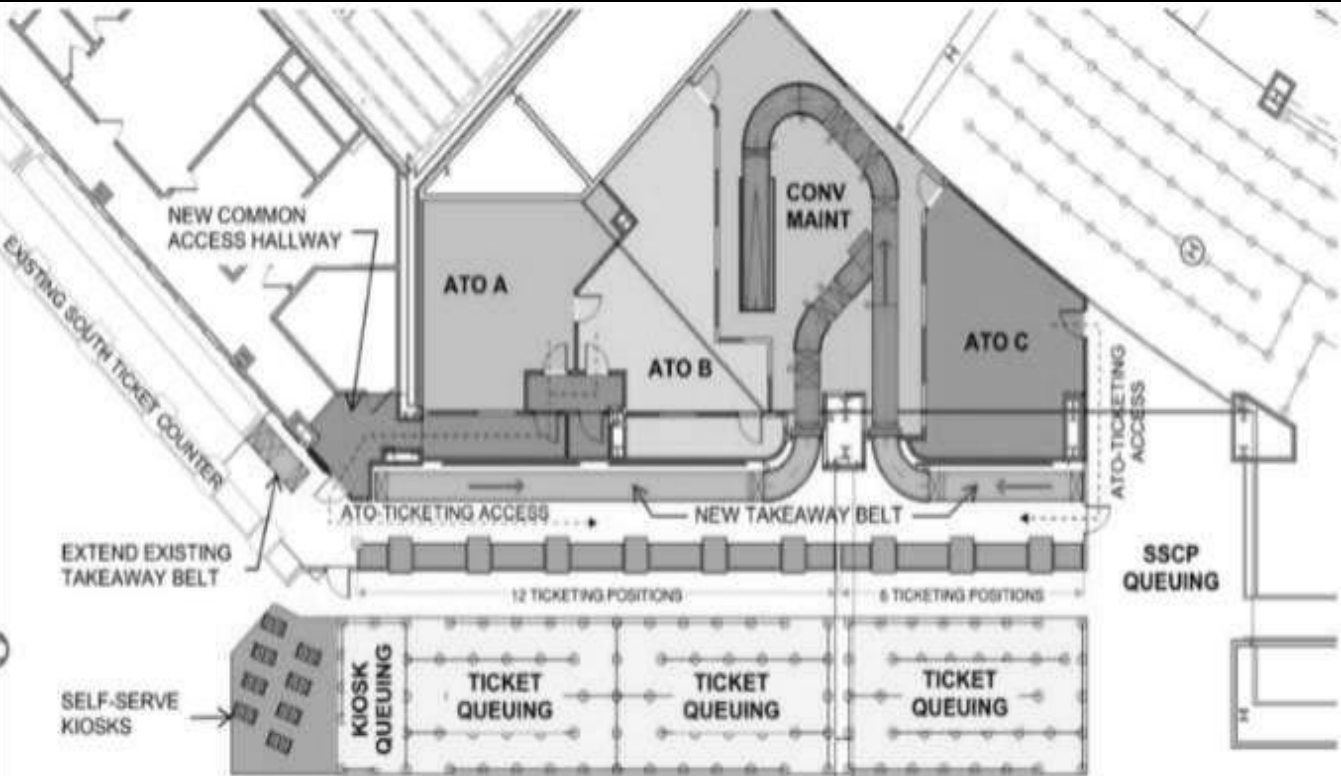 NEW COMMON
ACCESS HALLWAY
EXISTING SOUTH TICKET COUNTER
ATO A
ATO B
CONV
MAINT
ATO C
ATO-TICKETING
ACCESS
ATO-TICKETING ACCESS
NEW TAKEAWAY BELT
EXTEND EXISTING
TAKEAWAY BELT
SSCP
QUEUING
12 TICKETING POSITIONS
6 TICKETING POSITIONS
SELF-SERVE
KIOSKS
KIOSK
QUEUING
TICKET
QUEUING
TICKET
QUEUING
TICKET
QUEUING